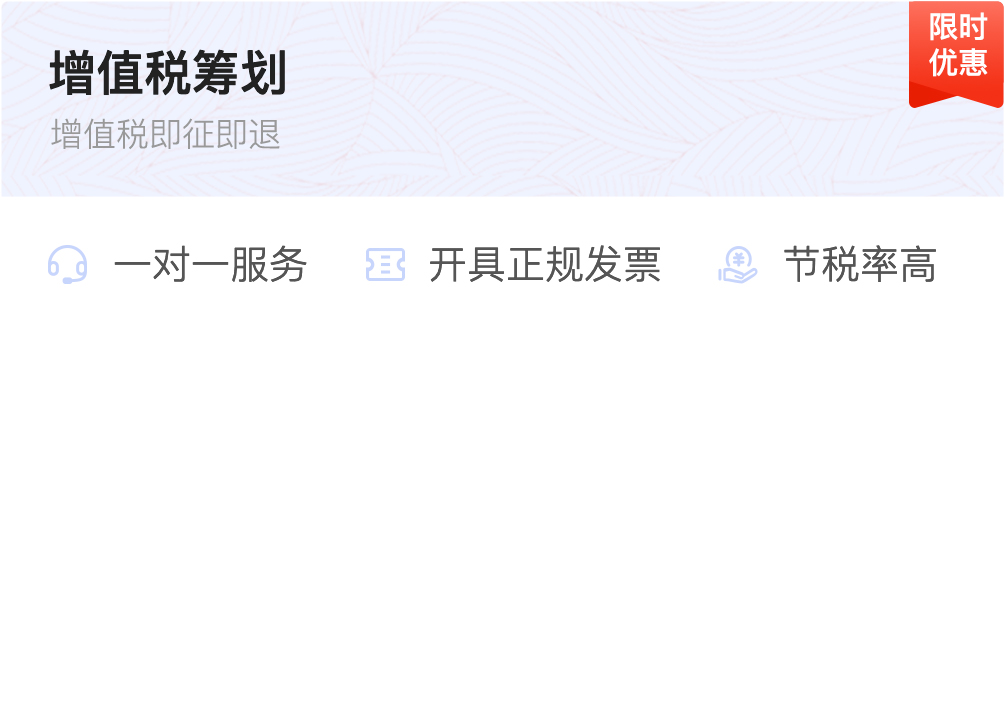 增值税筹划
增值税即征即退
限时
优惠
一对一服务
开具正规发票
节税率高